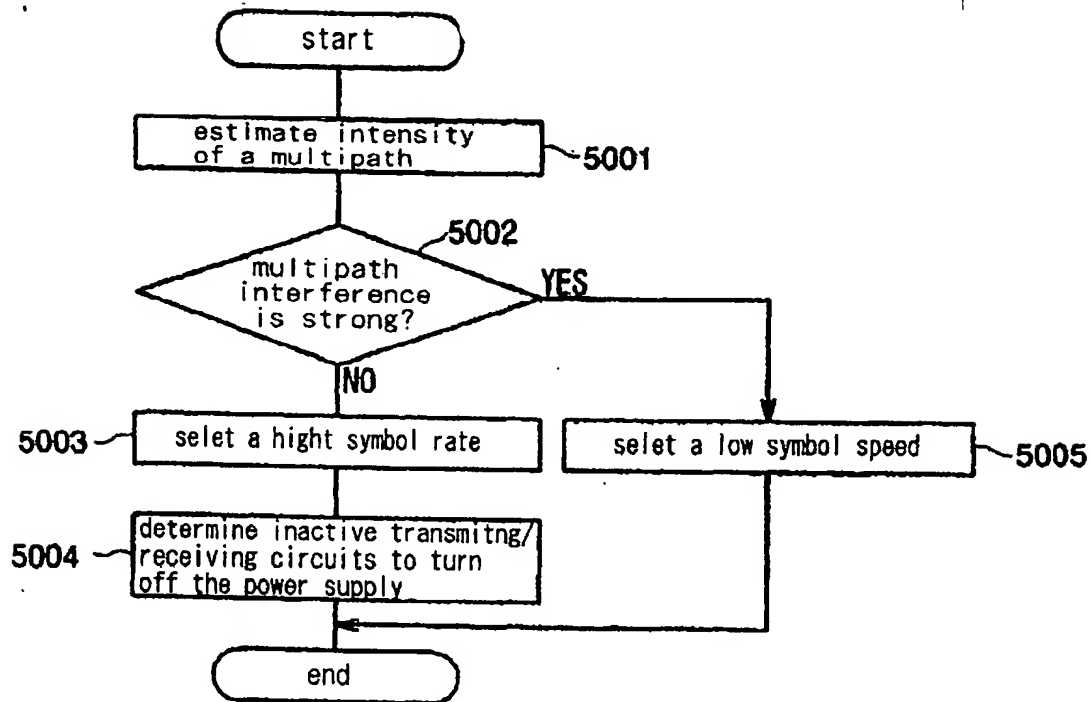 start
estimate intensity
of a multipath
5001
5002
multipath
interference
is strong?
YES
NO
5003
selet a hight symbol rate
selet a low symbol speed
5005
5004
determine inactive transmitng/
receiving circuits to turn
off the power supply
end